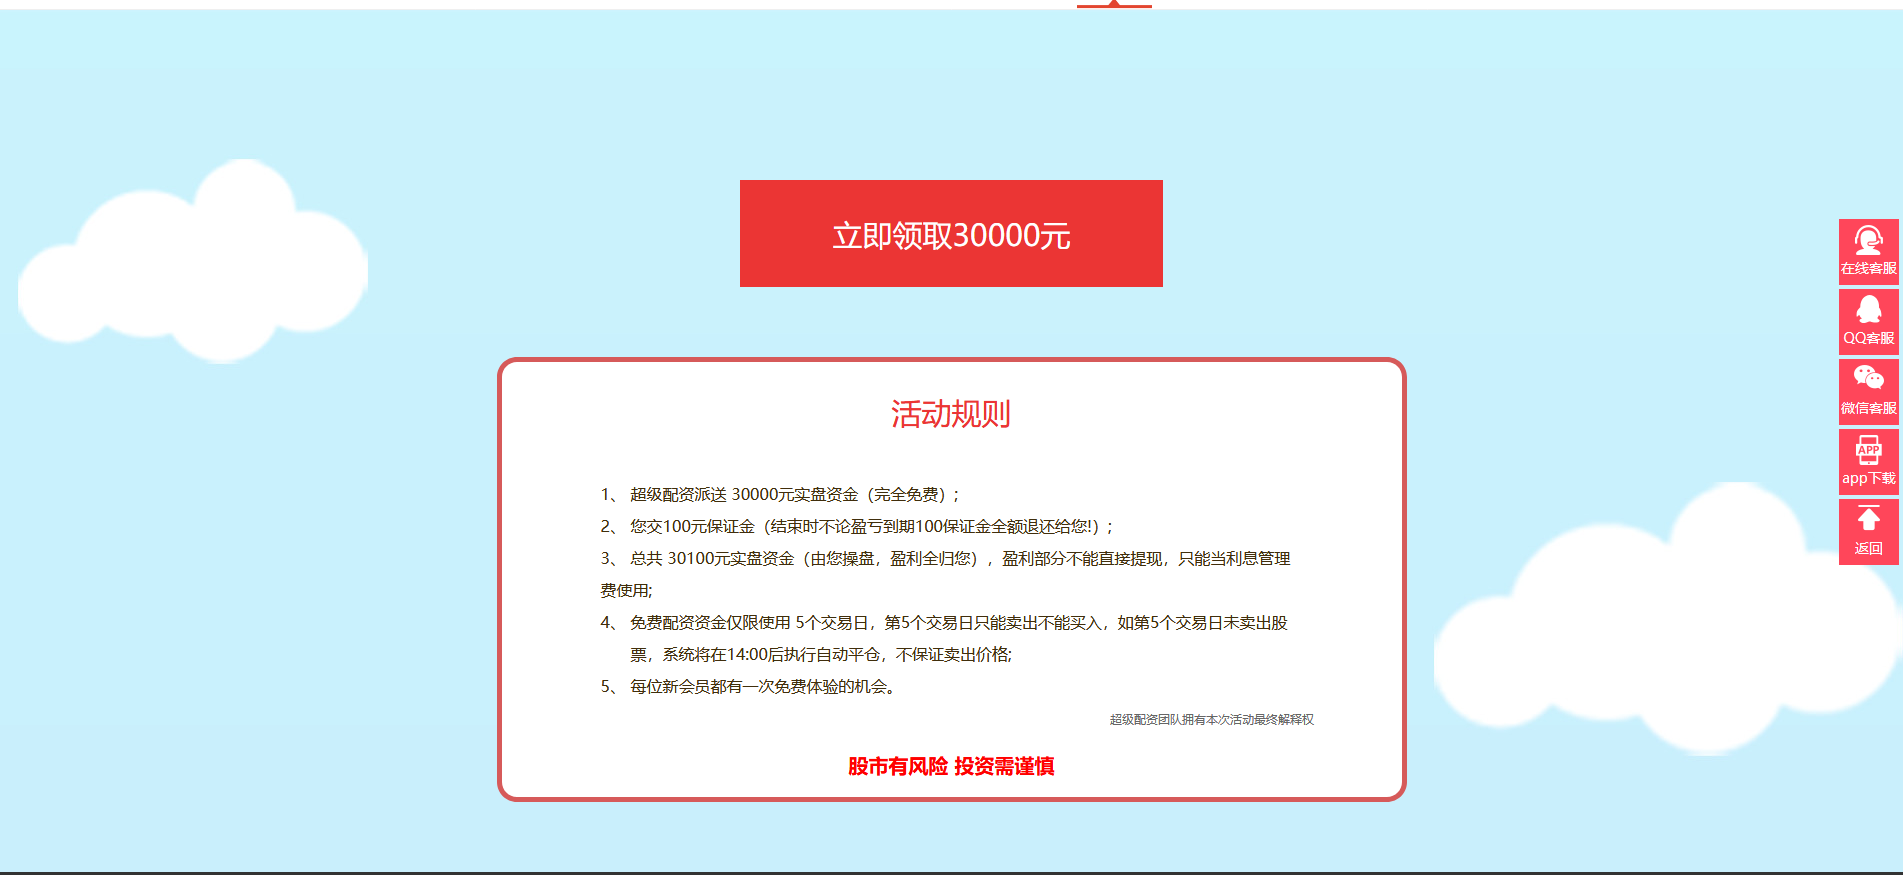 立即领取30000元
活动规则
1、 超级配资派送 30000元实盘资金（完全免费）;
2、 您交100元保证金（结束时不论盈亏到期100保证金全额退还给您!）;
3、 总共 30100元实盘资金（由您操盘，盈利全归您），盈利部分不能直接提现，只能当利息管理
费使用;
4、 免费配资资金仅限使用 5个交易日，第5个交易日只能卖出不能买入，如第5个交易日未卖出股
票，系统将在14:00后执行自动平仓，不保证卖出价格;
5、 每位新会员都有一次免费体验的机会。
超级配资团队拥有本次活动最终解释权
股市有风险 投资需谨慎
在线客服
QQ客服
微信客服
APP
app下载
返回